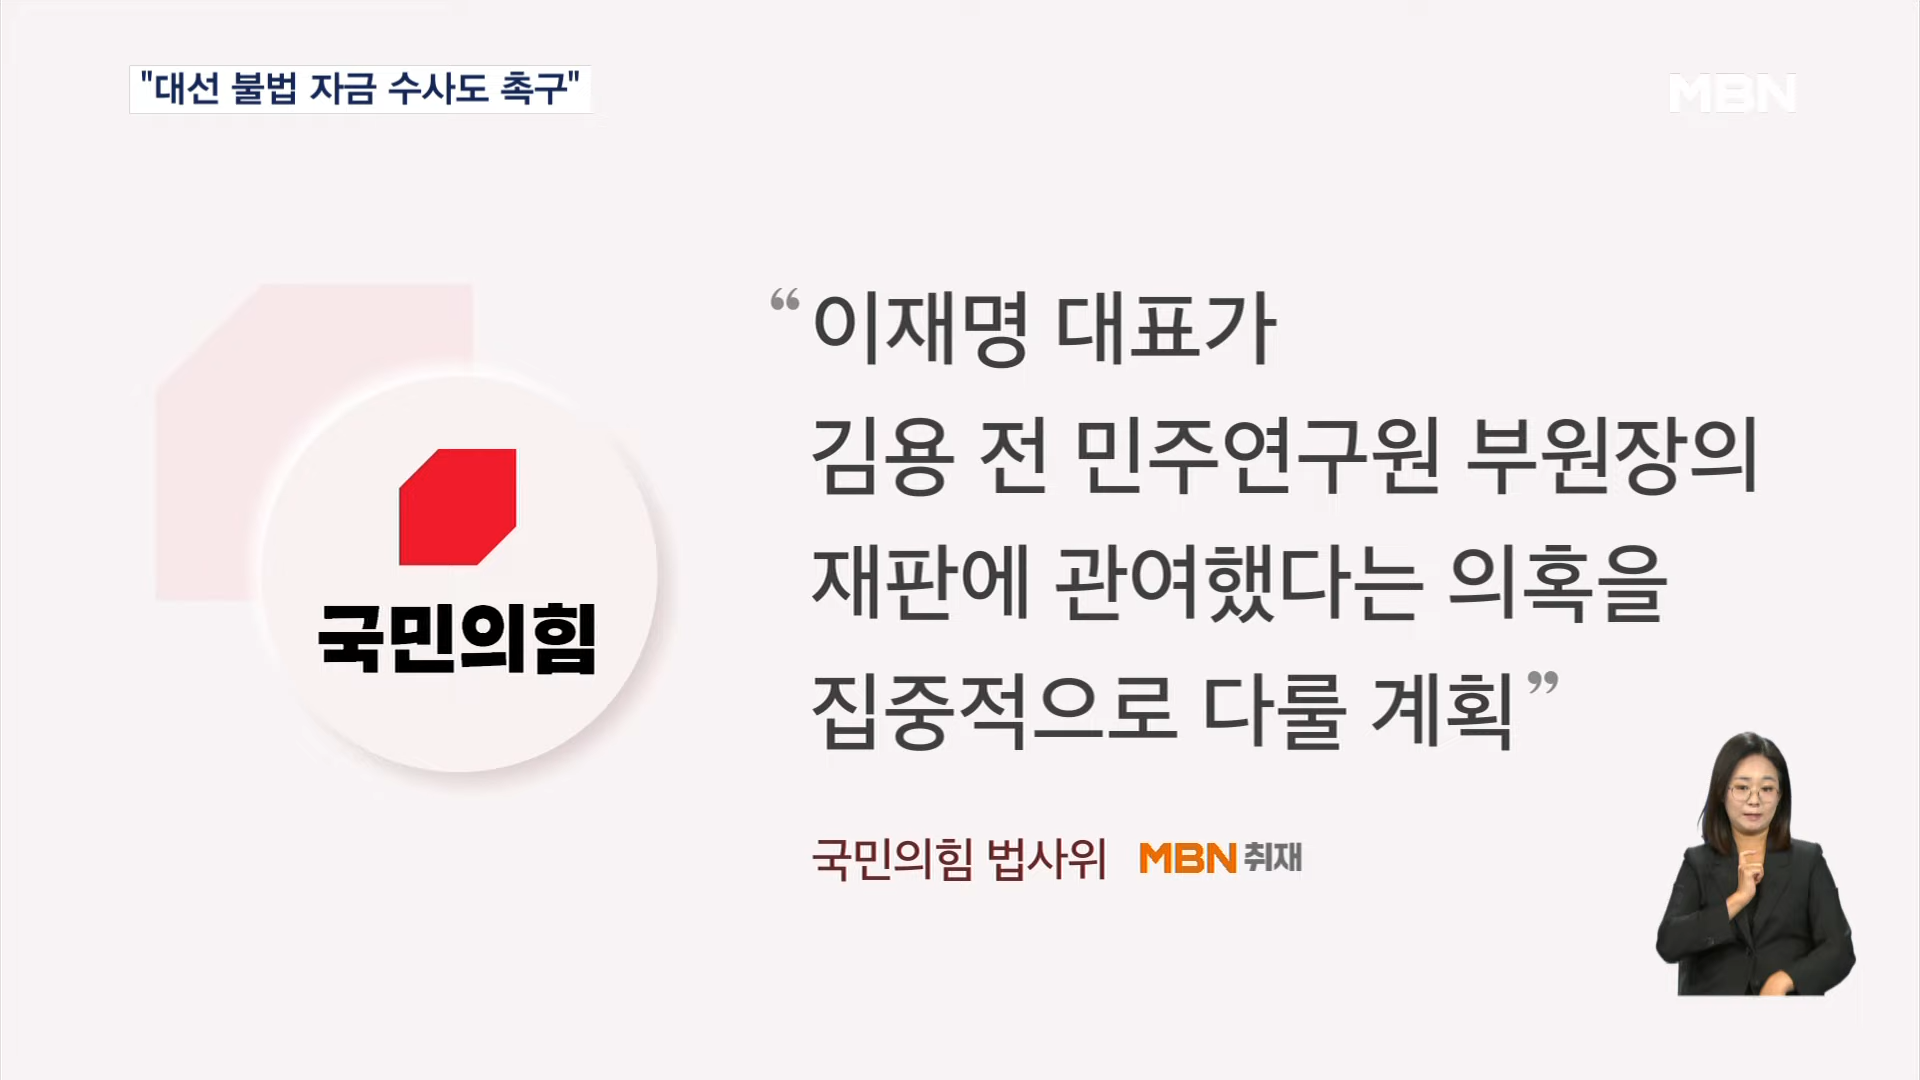 "대선 불법 자금 수사도 촉구"
MBN
“이재명 대표가
김용 전 민주연구원 부원장의
재판에 관여했다는 의혹을
집중적으로 다룰 계획”
국민의힘
국민의힘 법사위 MBN 취재